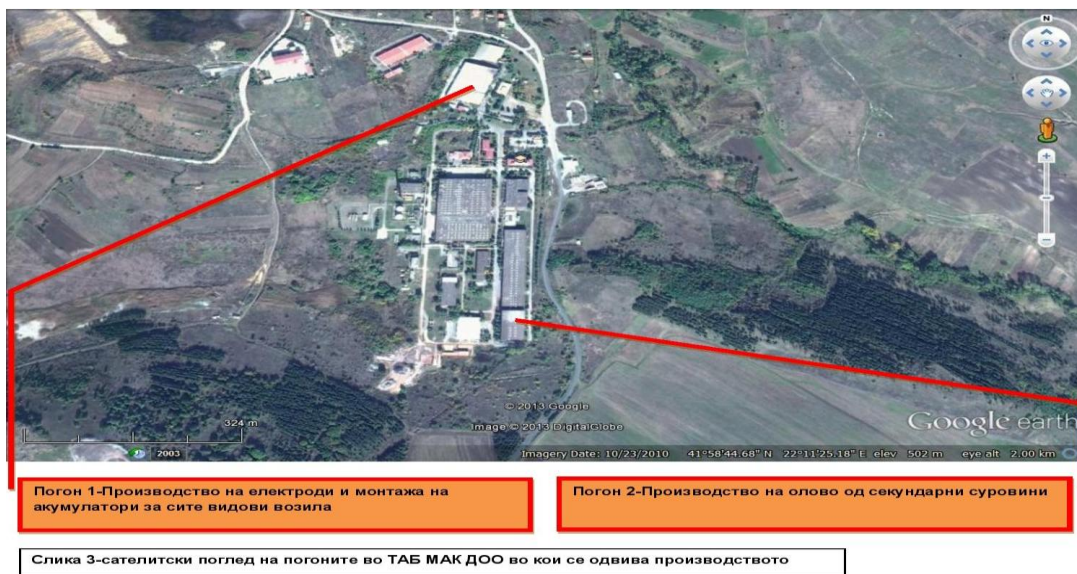 N
324 m
2003
© 2013 Google
Image © 2013 DigitalGlobe
Google earth
Imagery Date: 10/23/2010 41°58'44.68" N 22°11'25.18" E elev 502 m eye alt 2.00 km
Погон 1-Производство на електроди и монтажа на
акумулатори за сите видови возила
Погон 2-Производство на олово од секундарни суровини
Слика 3-сателитски поглед на погоните во ТАБ МАК ДОО во кои се одвива производството